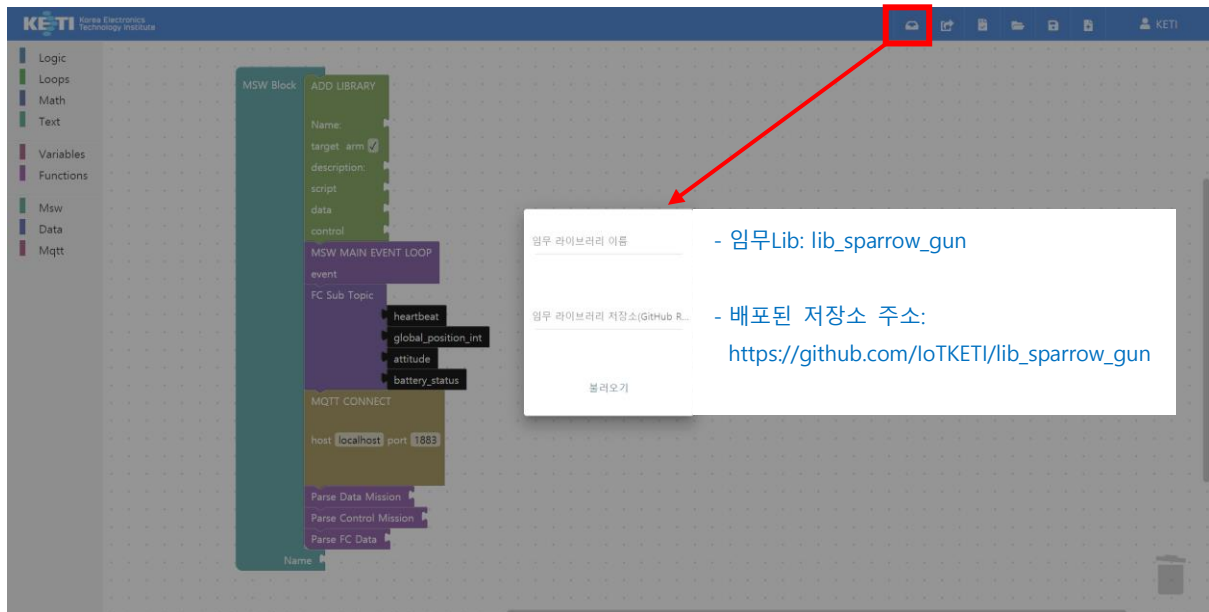 KETI Korea Electronics Technology Institute
KETI
Logic
Loops
Math
Text
Variables
Functions
Msw
Data
Mqtt
MSW Block
ADD LIBRARY
Name:
target arm
description:
script
data
control
MSW MAIN EVENT LOOP
event
FC Sub Topic
heartbeat
global_position_int
attitude
battery_status
MQTT CONNECT
host localhost port 1883
Parse Data Mission
Parse Control Mission
Parse FC Data
Name
임무 라이브러리 이름
- 임무Lib: lib_sparrow_gun
임무 라이브러리 저장소(GitHub R...
- 배포된 저장소 주소:
https://github.com/IoTKETI/lib_sparrow_gun
불러오기